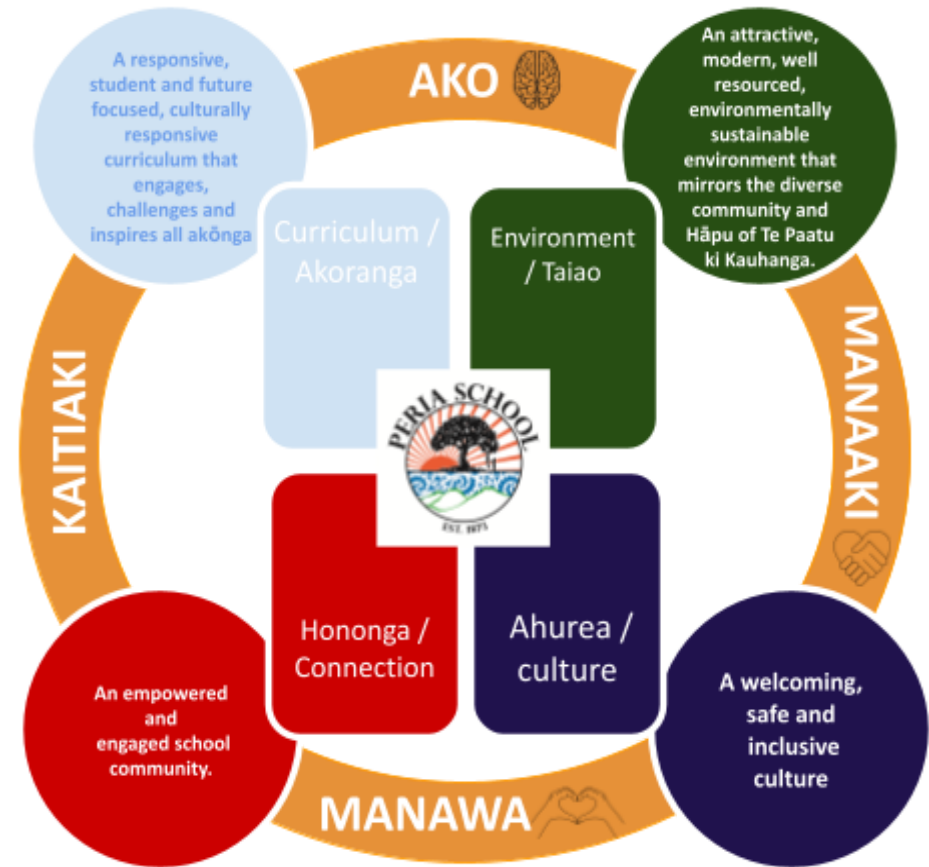 A responsive,
student and future
focused, culturally
responsive
curriculum that
engages,
challenges and
inspires all akōnga
AKO
An attractive,
modern, well
resourced,
environmentally
sustainable
environment that
mirrors the diverse
community and
Hāpu of Te Paatu
ki Kauhanga.
Curriculum /
Akoranga
Environment
/ Taiao
KAITIAKI
MANAAKI
PERIA SCHOOL
EST. 1873
Hononga /
Connection
Ahurea /
culture
An empowered
and
engaged school
community.
A welcoming,
safe and
inclusive
culture
MANAWA